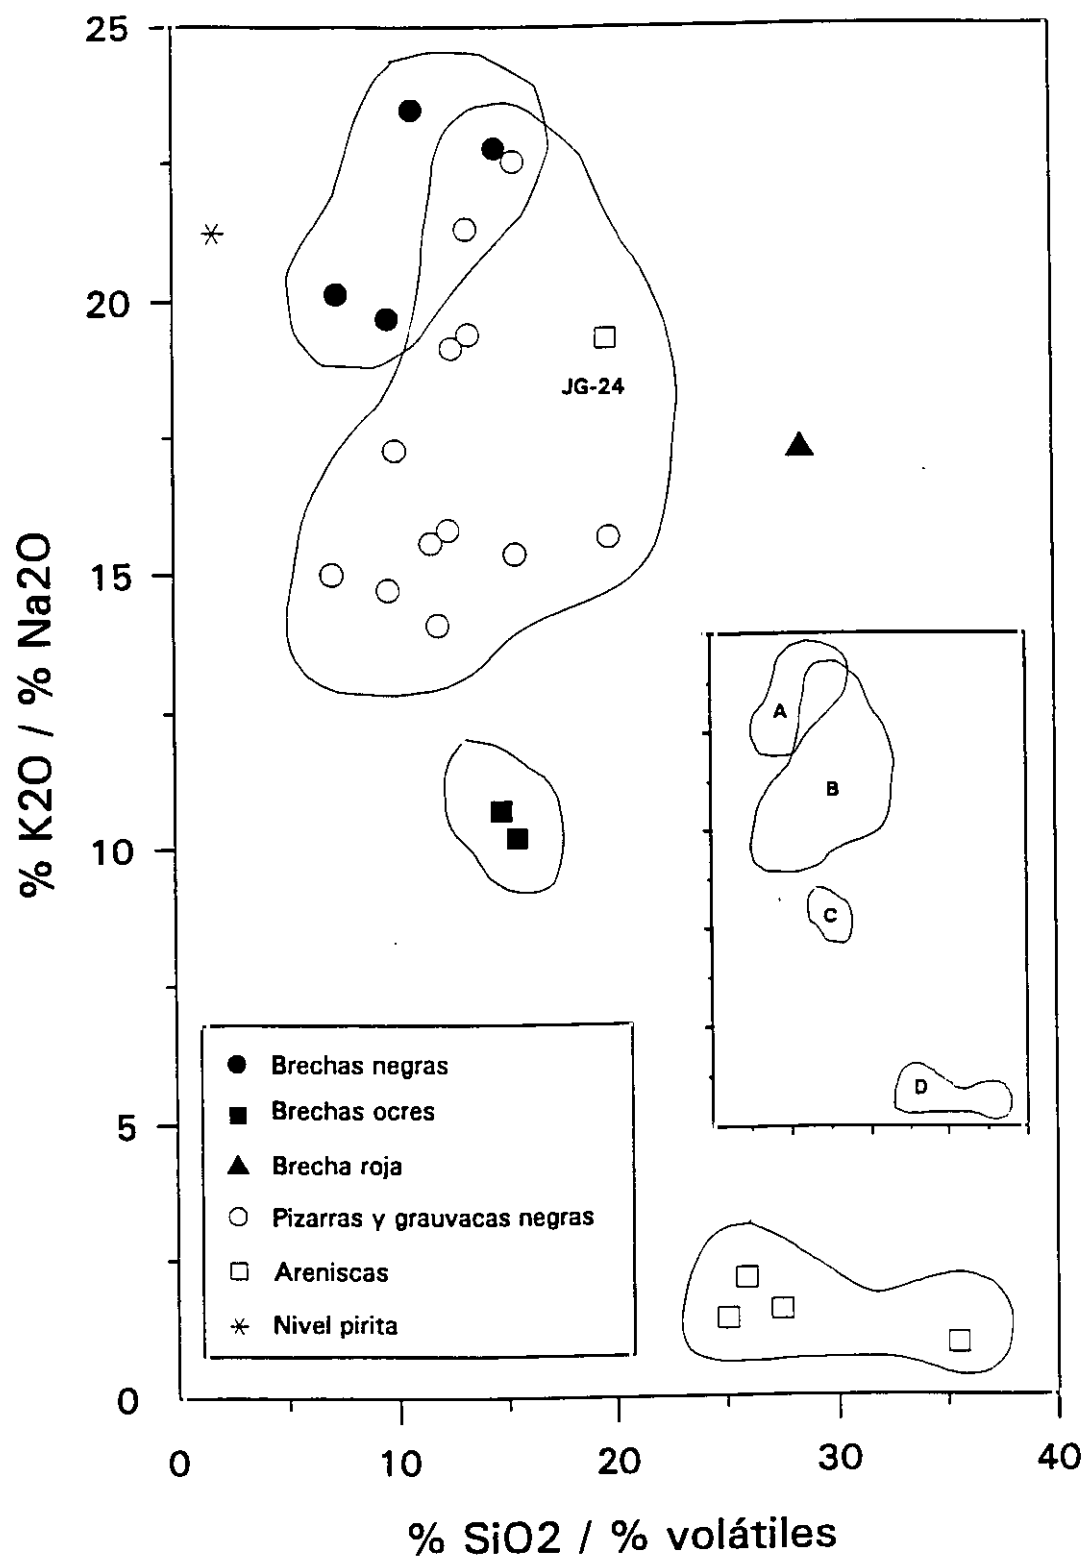 25
20
15
10
5
0
% K2O / % Na2O
JG-24
A
B
C
D
Brechas negras
Brechas ocres
Brecha roja
Pizarras y grauvacas negras
Areniscas
Nivel pirita
0 10 20 30 40
% SiO2 / % volátiles